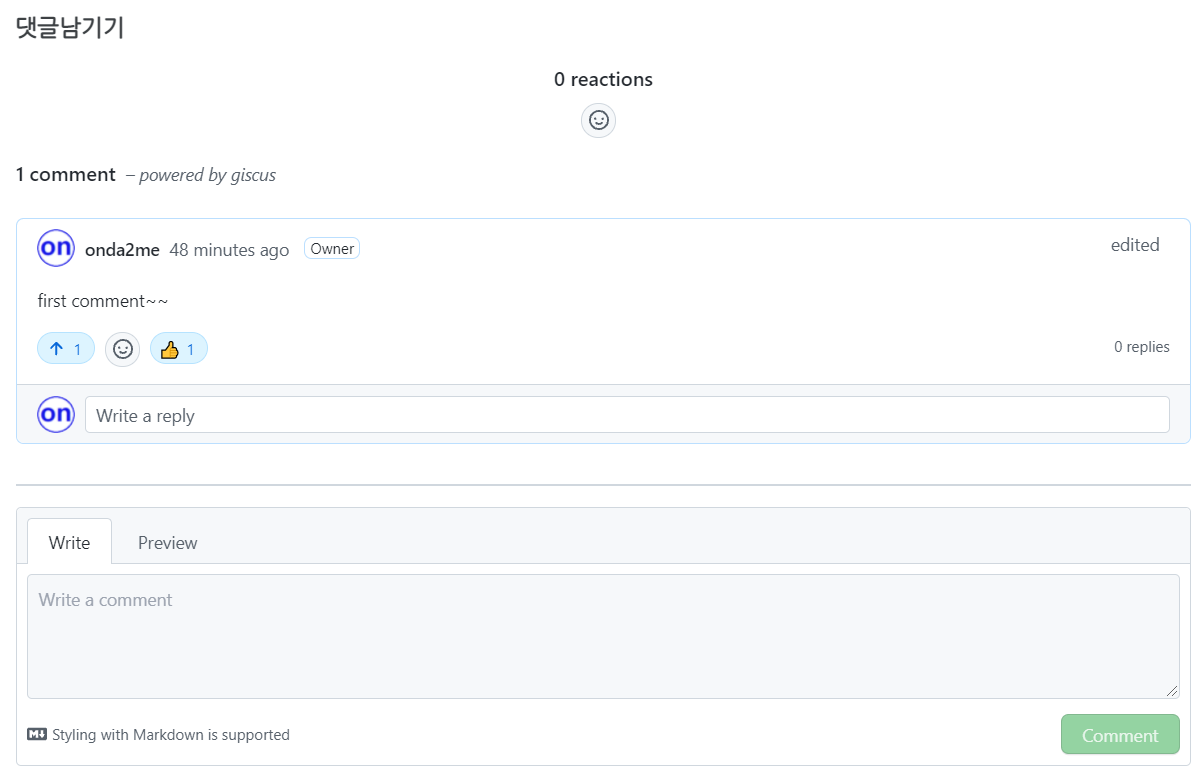 댓글남기기
0 reactions
1 comment – powered by giscus
on onda2me 48 minutes ago Owner edited
first comment~~
1 1 0 replies
on Write a reply
Write Preview
Write a comment
M Styling with Markdown is supported Comment